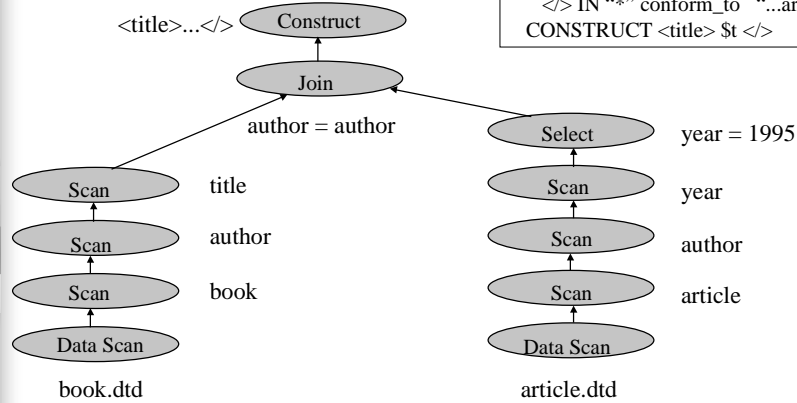 </> IN “*” conform_to “...ar
CONSTRUCT <title> $t </>
<title>...</>
Construct
Join
author = author
Select
year = 1995
Scan
title
Scan
year
Scan
author
Scan
author
Scan
book
Scan
article
Data Scan
Data Scan
book.dtd
article.dtd